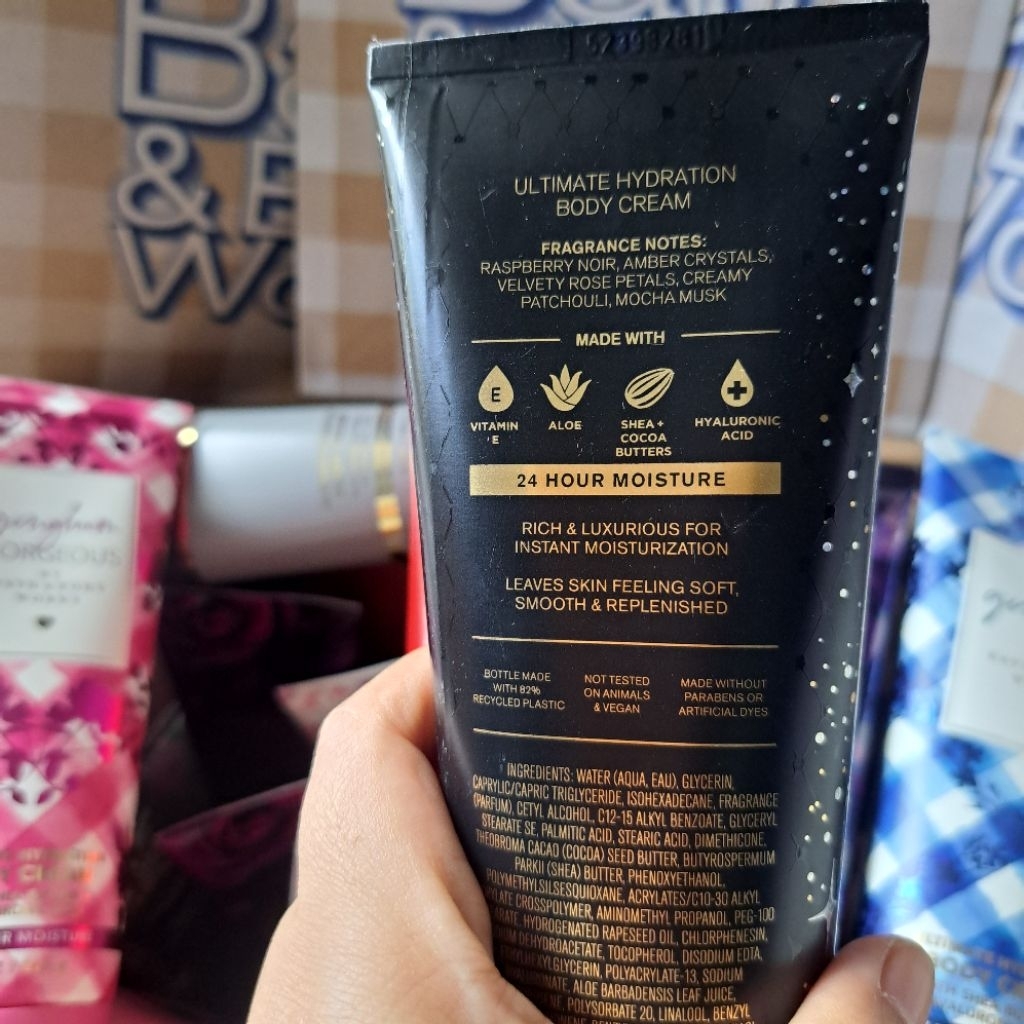 52393281
ULTIMATE HYDRATION
BODY CREAM
FRAGRANCE NOTES:
RASPBERRY NOIR, AMBER CRYSTALS,
VELVETY ROSE PETALS, CREAMY
PATCHOULI, MOCHA MUSK
MADE WITH
E
VITAMIN
E
ALOE
SHEA +
COCOA
BUTTERS
HYALURONIC
ACID
24 HOUR MOISTURE
RICH & LUXURIOUS FOR
INSTANT MOISTURIZATION
LEAVES SKIN FEELING SOFT,
SMOOTH & REPLENISHED
BOTTLE MADE
WITH 82%
RECYCLED PLASTIC
NOT TESTED
ON ANIMALS
& VEGAN
MADE WITHOUT
PARABENS OR
ARTIFICIAL DYES
INGREDIENTS: WATER (AQUA, EAU), GLYCERIN,
CAPRYLIC/CAPRIC TRIGLYCERIDE, ISOHEXADECANE, FRAGRANCE
(PARFUM), CETYL ALCOHOL, C12-15 ALKYL BENZOATE, GLYCERYL
STEARATE SE, PALMITIC ACID, STEARIC ACID, DIMETHICONE,
THEOBROMA CACAO (COCOA) SEED BUTTER, BUTYROSPERMUM
PARKII (SHEA) BUTTER, PHENOXYETHANOL,
POLYMETHYLSILSESQUIOXANE, ACRYLATES/C10-30 ALKYL
CROSSPOLYMER, AMINOMETHYL PROPANOL, PEG-100
HYDROGENATED RAPESEED OIL, CHLORPHENESIN,
DEHYDROACETATE, TOCOPHEROL, DISODIUM EDTA,
POLYACRYLATE-13, SODIUM
ALOE BARBADENSIS LEAF JUICE,
POLYSORBATE 20, LINALOOL, BENZYL
B
&
gingham
GORGEOUS